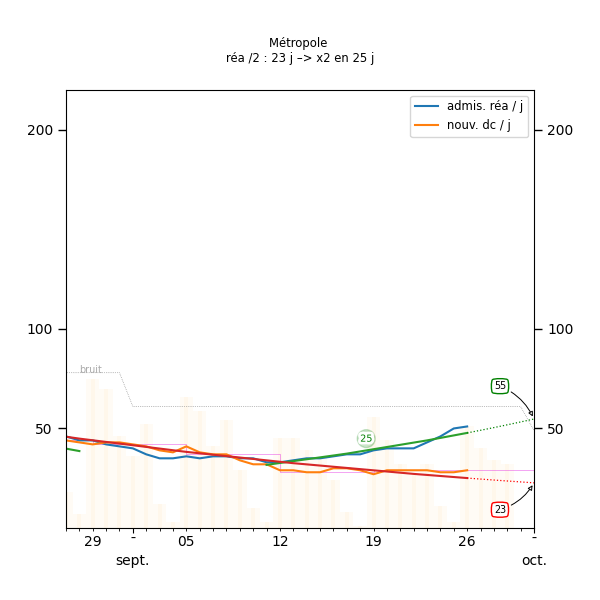 Métropole
réa /2 : 23 j –> x2 en 25 j
admis. réa / j
nouv. dc / j
200
200
100
100
bruit
55
50
25
50
23
29
-
05
12
19
26
-
sept.
oct.